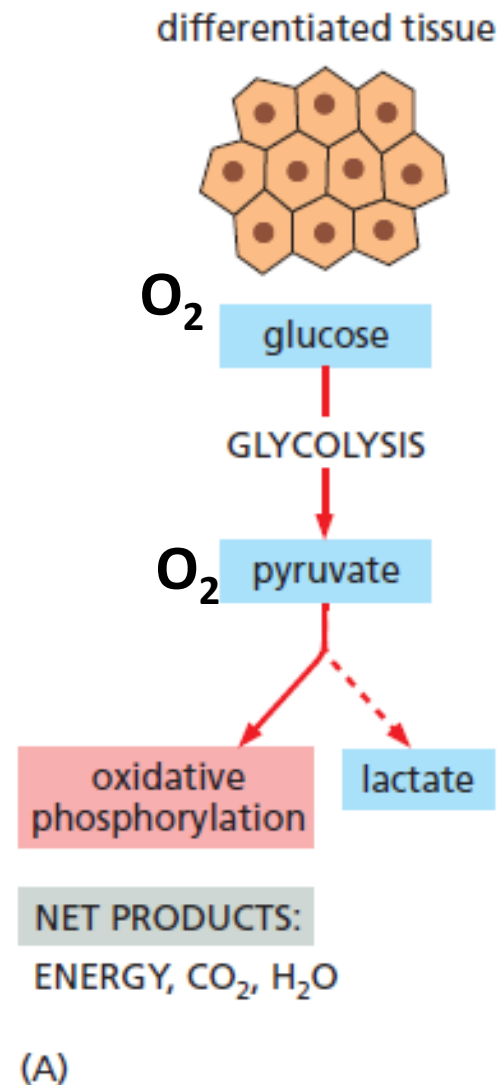 differentiated tissue
O₂
glucose
GLYCOLYSIS
O₂
pyruvate
oxidative
phosphorylation
lactate
NET PRODUCTS:
ENERGY, CO₂, H₂O
(A)